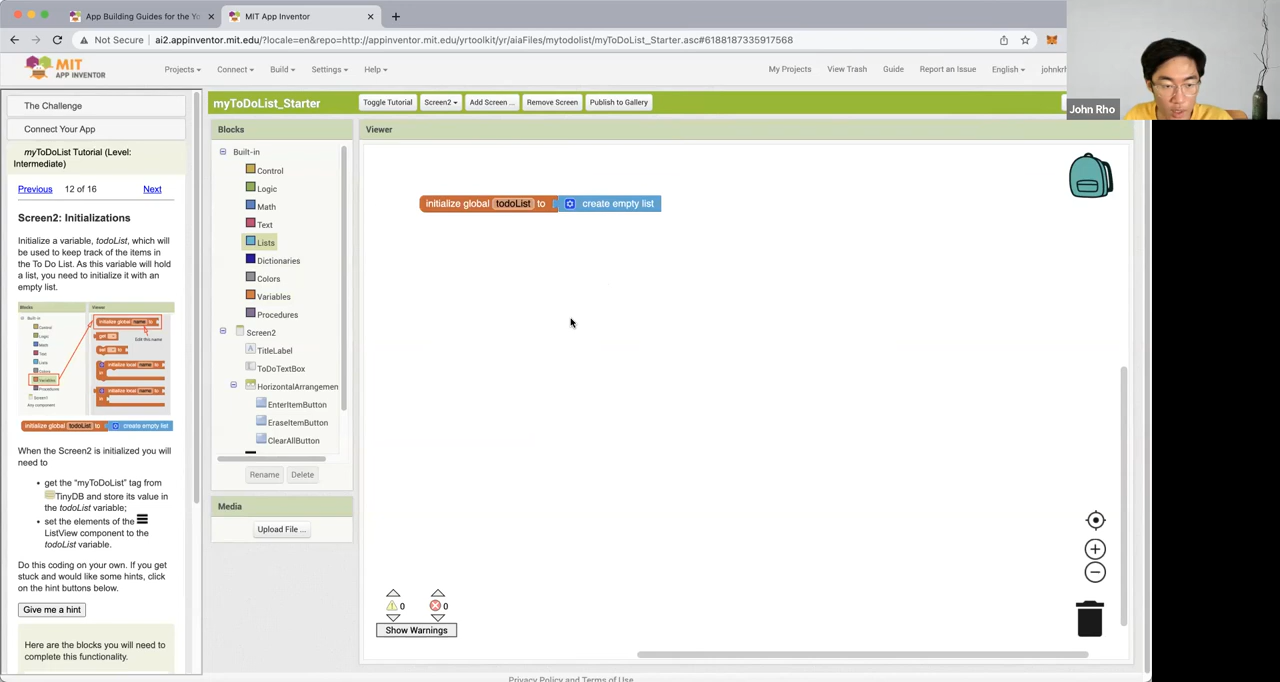 App Building Guides for the Yo
MIT App Inventor
Not Secure
ai2.appinventor.mit.edu/?locale=en&repo=http://appinventor.mit.edu/yrtoolkit/yr/aiaFiles/mytodolist/myToDoList_Starter.asc#6188187335917568
MIT
APP INVENTOR
Projects
Connect
Build
Settings
Help
My Projects
View Trash
Guide
Report an Issue
English
johnkrh
John Rho
The Challenge
Connect Your App
myToDoList Tutorial (Level:
Intermediate)
Previous
12 of 16
Next
Screen2: Initializations
Initialize a variable, todoList, which will
be used to keep track of the items in
the To Do List. As this variable will hold
a list, you need to initialize it with an
empty list.
initialize global todoList to create empty list
When the Screen2 is initialized you will
need to
• get the “myToDoList” tag from
TinyDB and store its value in
the todoList variable;
• set the elements of the
ListView component to the
todoList variable.
Do this coding on your own. If you get
stuck and would like some hints, click
on the hint buttons below.
Give me a hint
Here are the blocks you will need to
complete this functionality.
myToDoList_Starter
Toggle Tutorial
Screen2
Add Screen ...
Remove Screen
Publish to Gallery
Blocks
Built-in
Control
Logic
Math
Text
Lists
Dictionaries
Colors
Variables
Procedures
Screen2
TitleLabel
ToDoTextBox
HorizontalArrangemen
EnterItemButton
EraseItemButton
ClearAllButton
Rename
Delete
Media
Upload File ...
Viewer
initialize global todoList to create empty list
0
0
Show Warnings
Privacy Policy and Terms of Use